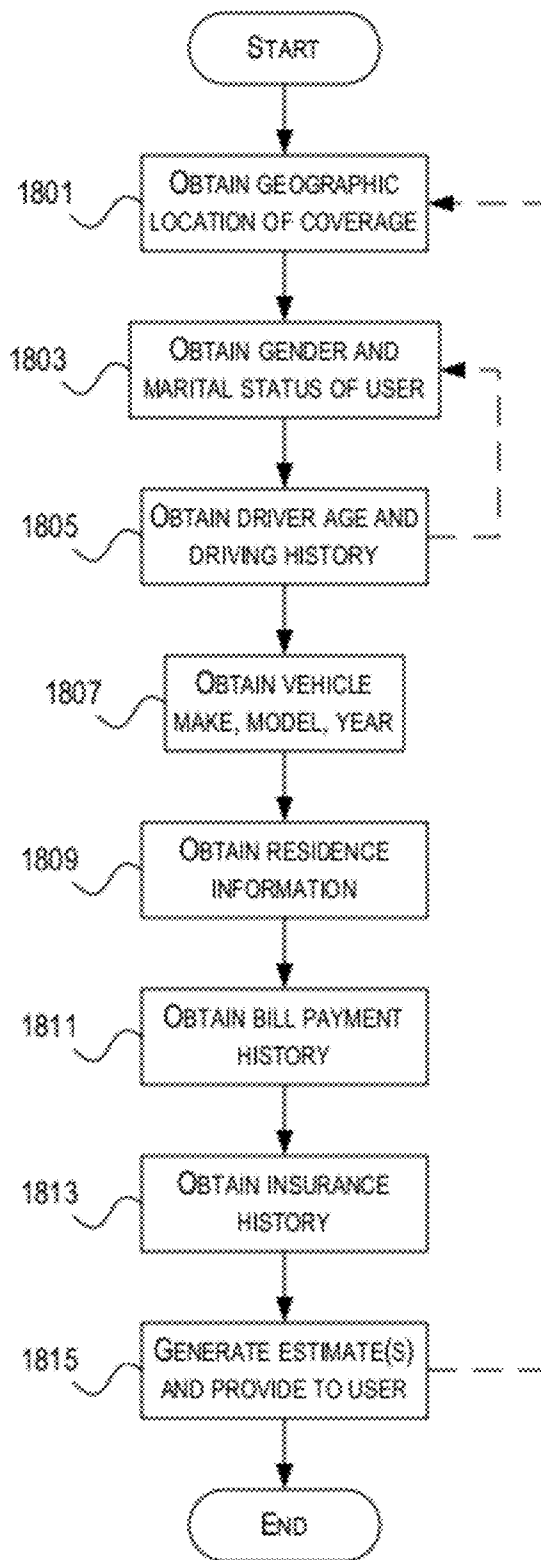 START
1801
OBTAIN GEOGRAPHIC
LOCATION OF COVERAGE
1803
OBTAIN GENDER AND
MARITAL STATUS OF USER
1805
OBTAIN DRIVER AGE AND
DRIVING HISTORY
1807
OBTAIN VEHICLE
MAKE, MODEL, YEAR
1809
OBTAIN RESIDENCE
INFORMATION
1811
OBTAIN BILL PAYMENT
HISTORY
1813
OBTAIN INSURANCE
HISTORY
1815
GENERATE ESTIMATE(S)
AND PROVIDE TO USER
END